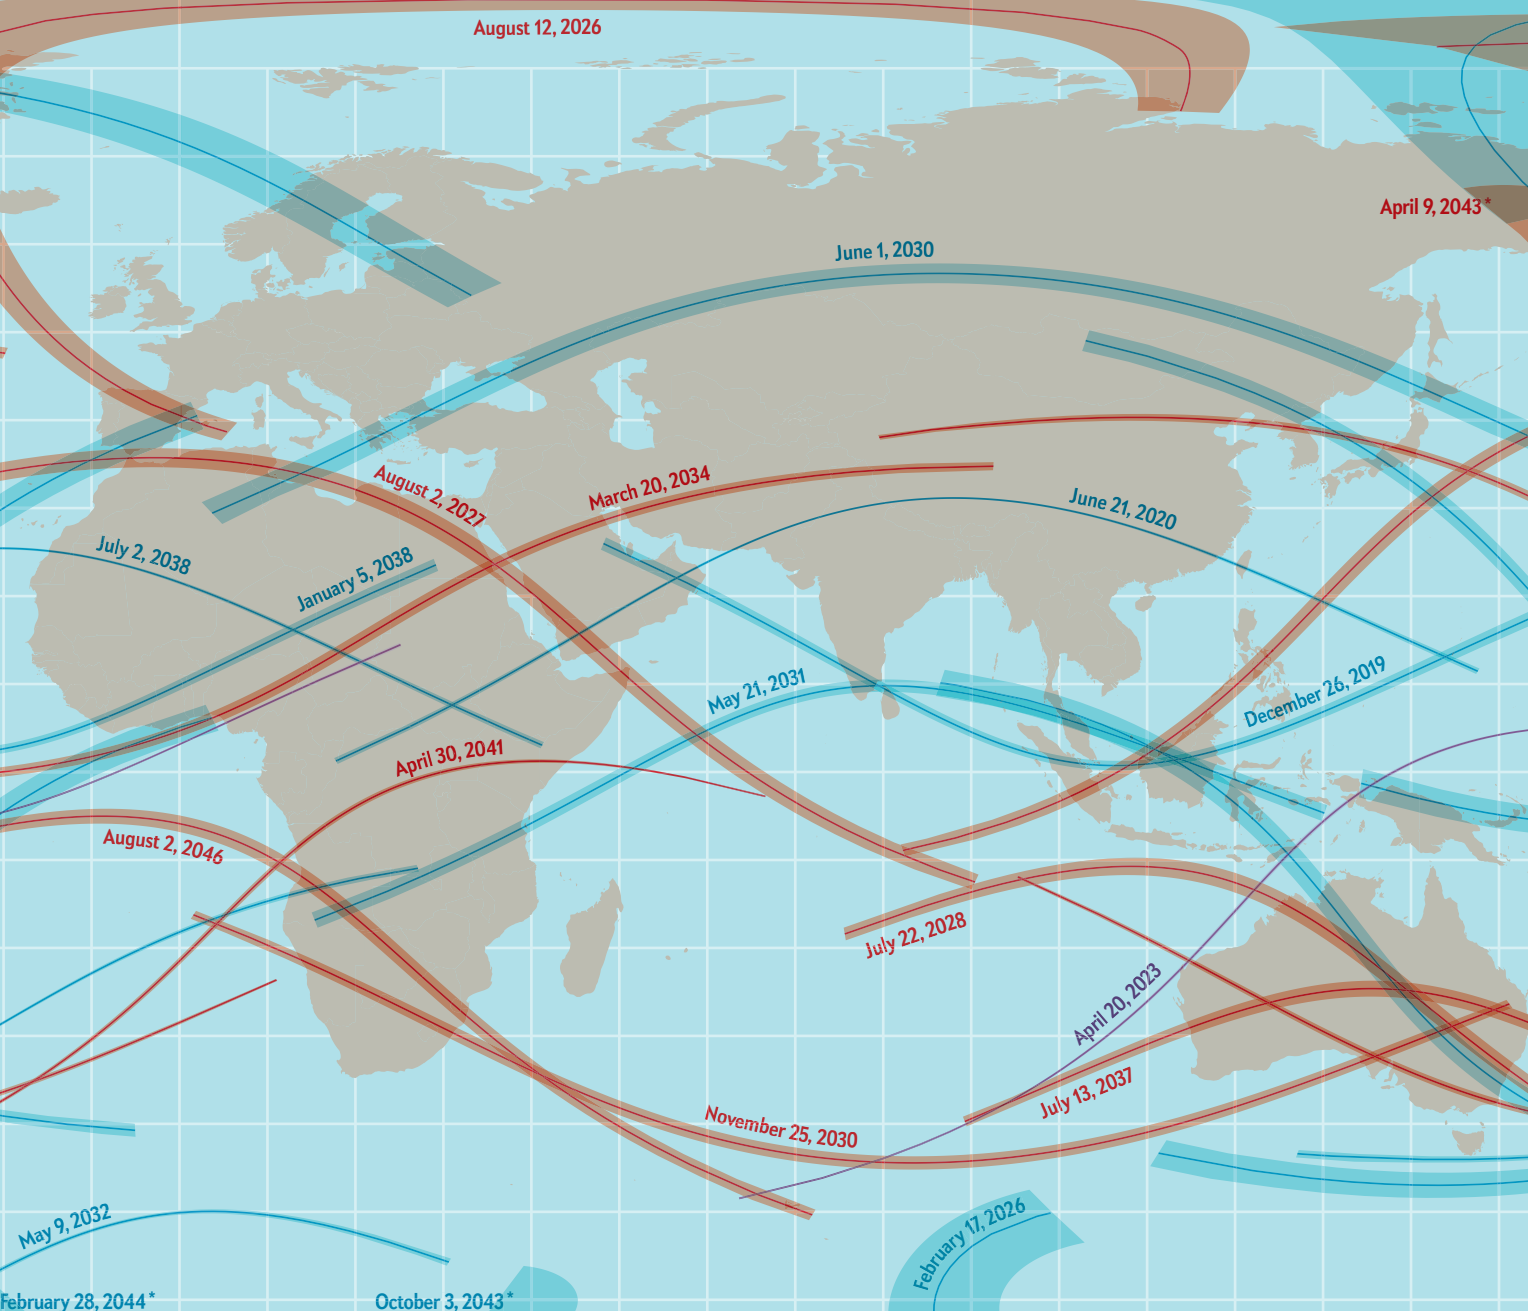 August 12, 2026
April 9, 2043*
June 1, 2030
August 2, 2027
March 20, 2034
June 21, 2020
July 2, 2038
January 5, 2038
May 21, 2031
December 26, 2019
April 30, 2041
August 2, 2046
July 22, 2028
April 20, 2023
July 13, 2037
November 25, 2030
May 9, 2032
February 17, 2026
February 28, 2044*
October 3, 2043*